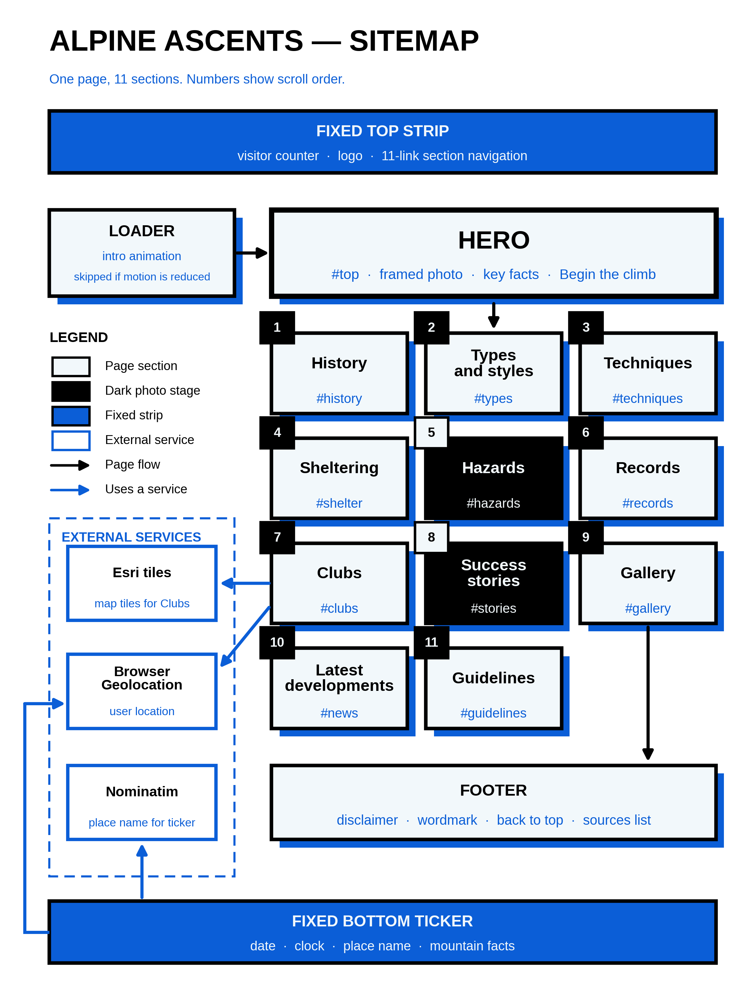 ALPINE ASCENTS — SITEMAP
One page, 11 sections. Numbers show scroll order.
FIXED TOP STRIP
visitor counter · logo · 11-link section navigation
LOADER
intro animation
skipped if motion is reduced
HERO
#top · framed photo · key facts · Begin the climb
LEGEND
Page section
Dark photo stage
Fixed strip
External service
Page flow
Uses a service
1
History
#history
2
Types
and styles
#types
3
Techniques
#techniques
4
Sheltering
#shelter
5
Hazards
#hazards
6
Records
#records
7
Clubs
#clubs
8
Success
stories
#stories
9
Gallery
#gallery
10
Latest
developments
#news
11
Guidelines
#guidelines
EXTERNAL SERVICES
Esri tiles
map tiles for Clubs
Browser
Geolocation
user location
Nominatim
place name for ticker
FOOTER
disclaimer · wordmark · back to top · sources list
FIXED BOTTOM TICKER
date · clock · place name · mountain facts